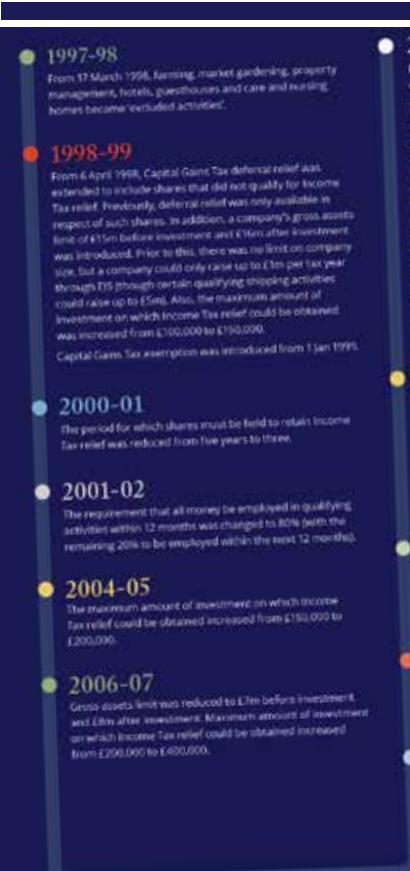 1997-98
From 17 March 1998, farming, market gardening, property
management, hotels, guesthouses and care and nursing
homes became 'excluded activities'.
1998-99
From 6 April 1998, Capital Gains Tax deferral relief was
extended to include shares that did not qualify for Income
Tax relief. Previously, deferral relief was only available in
respect of such shares. In addition, a company's gross assets
limit of £15m before investment and £16m after investment
was introduced. Prior to this, there was no limit on company
size, but a company could only raise up to £1m per tax year
through EIS (though certain qualifying shipping activities
could raise up to £5m). Also, the maximum amount of
investment on which Income Tax relief could be obtained
was increased from £100,000 to £150,000.
Capital Gains Tax exemption was introduced from 1 Jan 1999.
2000-01
The period for which shares must be held to retain Income
Tax relief was reduced from five years to three.
2001-02
The requirement that all money be employed in qualifying
activities within 12 months was changed to 80% (with the
remaining 20% to be employed within the next 12 months).
2004-05
The maximum amount of investment on which Income
Tax relief could be obtained increased from £150,000 to
£200,000.
2006-07
Gross assets limit was reduced to £7m before investment
and £8m after investment. Maximum amount of investment
on which Income Tax relief could be obtained increased
from £200,000 to £400,000.